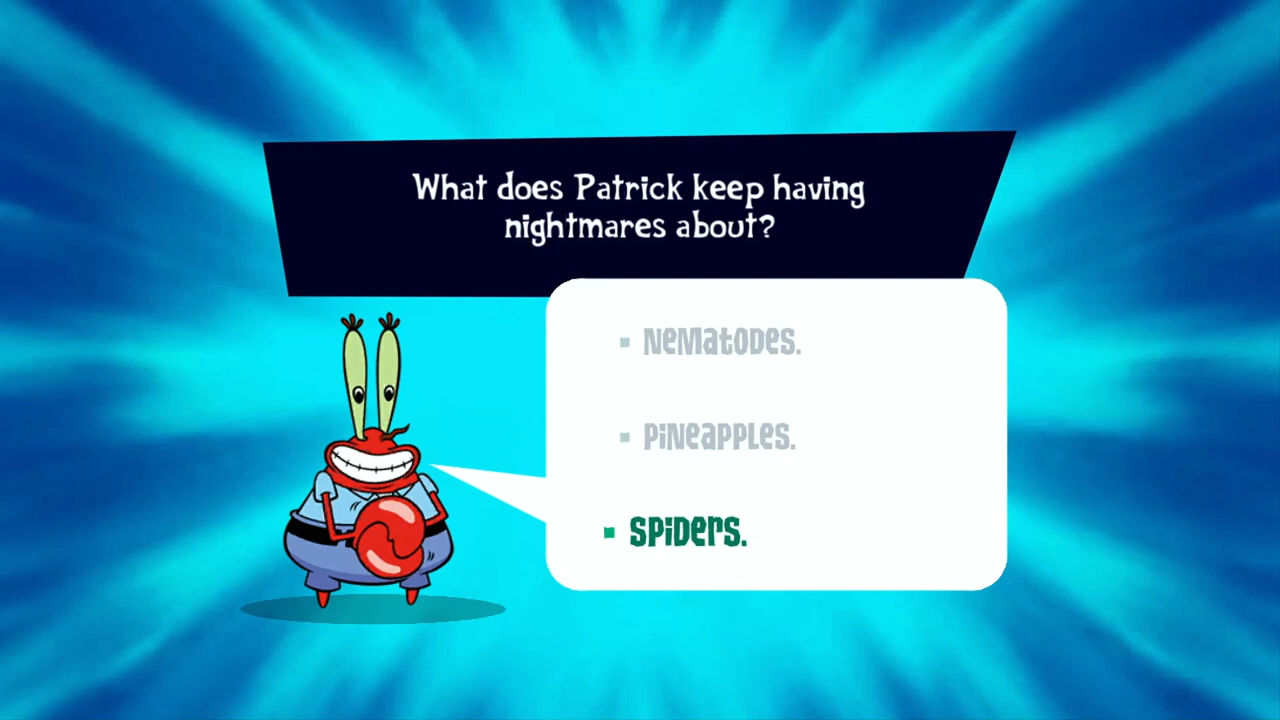 What does Patrick keep having
nightmares about?
▪ Nematodes.
▪ Pineapples.
▪ Spiders.